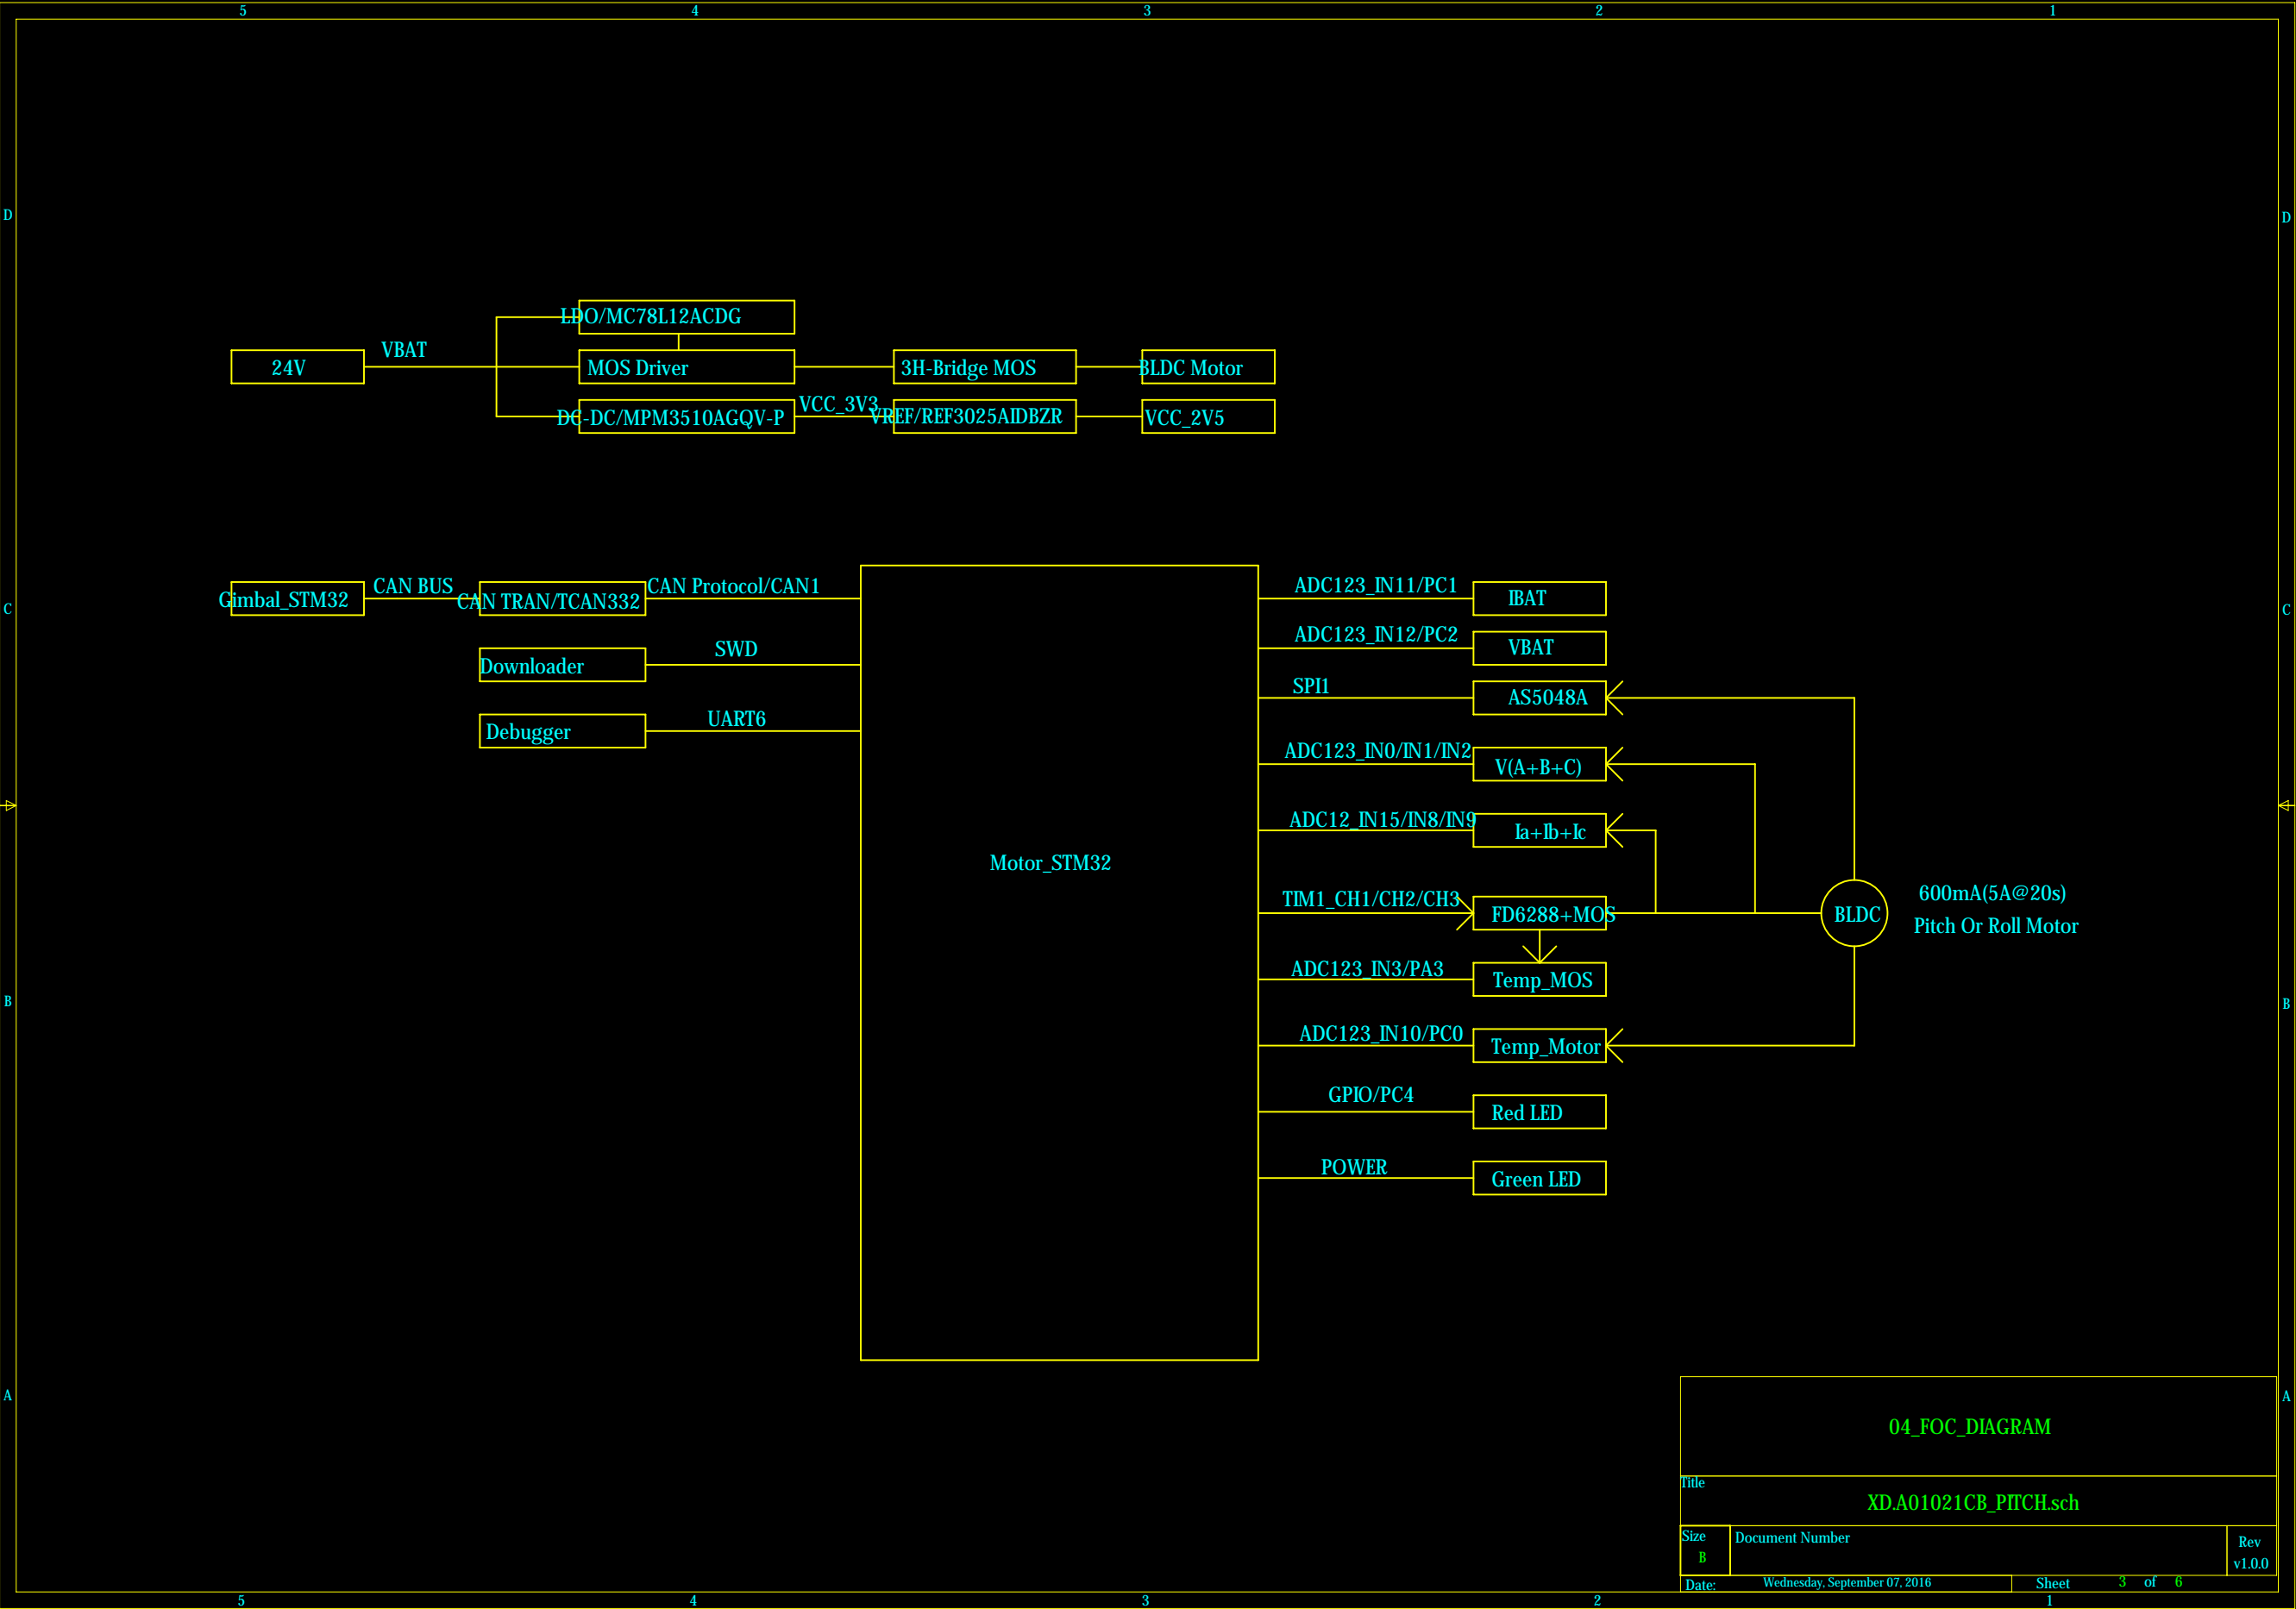 5 4 3 2 1
D D
LDO/MC78L12ACDG
24V VBAT MOS Driver 3H-Bridge MOS BLDC Motor
DC-DC/MPM3510AGQV-P VCC_3V3 VREF/REF3025AIDBZR VCC_2V5
C C
Gimbal_STM32 CAN BUS CAN TRAN/TCAN332 CAN Protocol/CAN1
Downloader SWD
Debugger UART6
Motor_STM32
ADC123_IN11/PC1 IBAT
ADC123_IN12/PC2 VBAT
SPI1 AS5048A
ADC123_IN0/IN1/IN2 V(A+B+C)
ADC12_IN15/IN8/IN9 Ia+Ib+Ic
TIM1_CH1/CH2/CH3 FD6288+MOS BLDC
600mA(5A@20s)
Pitch Or Roll Motor
ADC123_IN3/PA3 Temp_MOS
B B
ADC123_IN10/PC0 Temp_Motor
GPIO/PC4 Red LED
POWER Green LED
A A
04_FOC_DIAGRAM
Title
XD.A01021CB_PITCH.sch
Size Document Number Rev
B v1.0.0
Date: Wednesday, September 07, 2016 Sheet 3 of 6
5 4 3 2 1